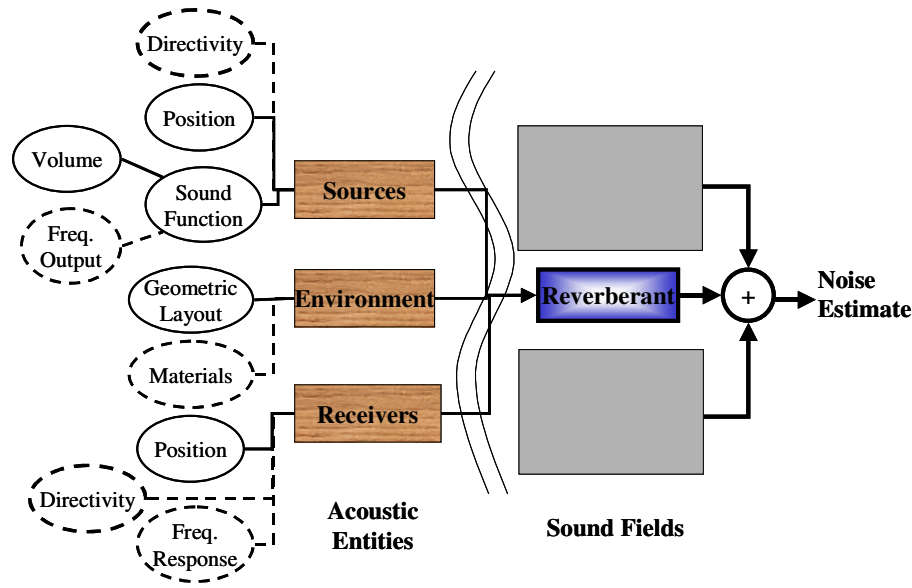 Directivity
Position
Volume
Sound
Function
Freq.
Output
Sources
Geometric
Layout
Environment
Materials
Receivers
Position
Directivity
Freq.
Response
Acoustic
Entities
Reverberant
+
Noise
Estimate
Sound Fields